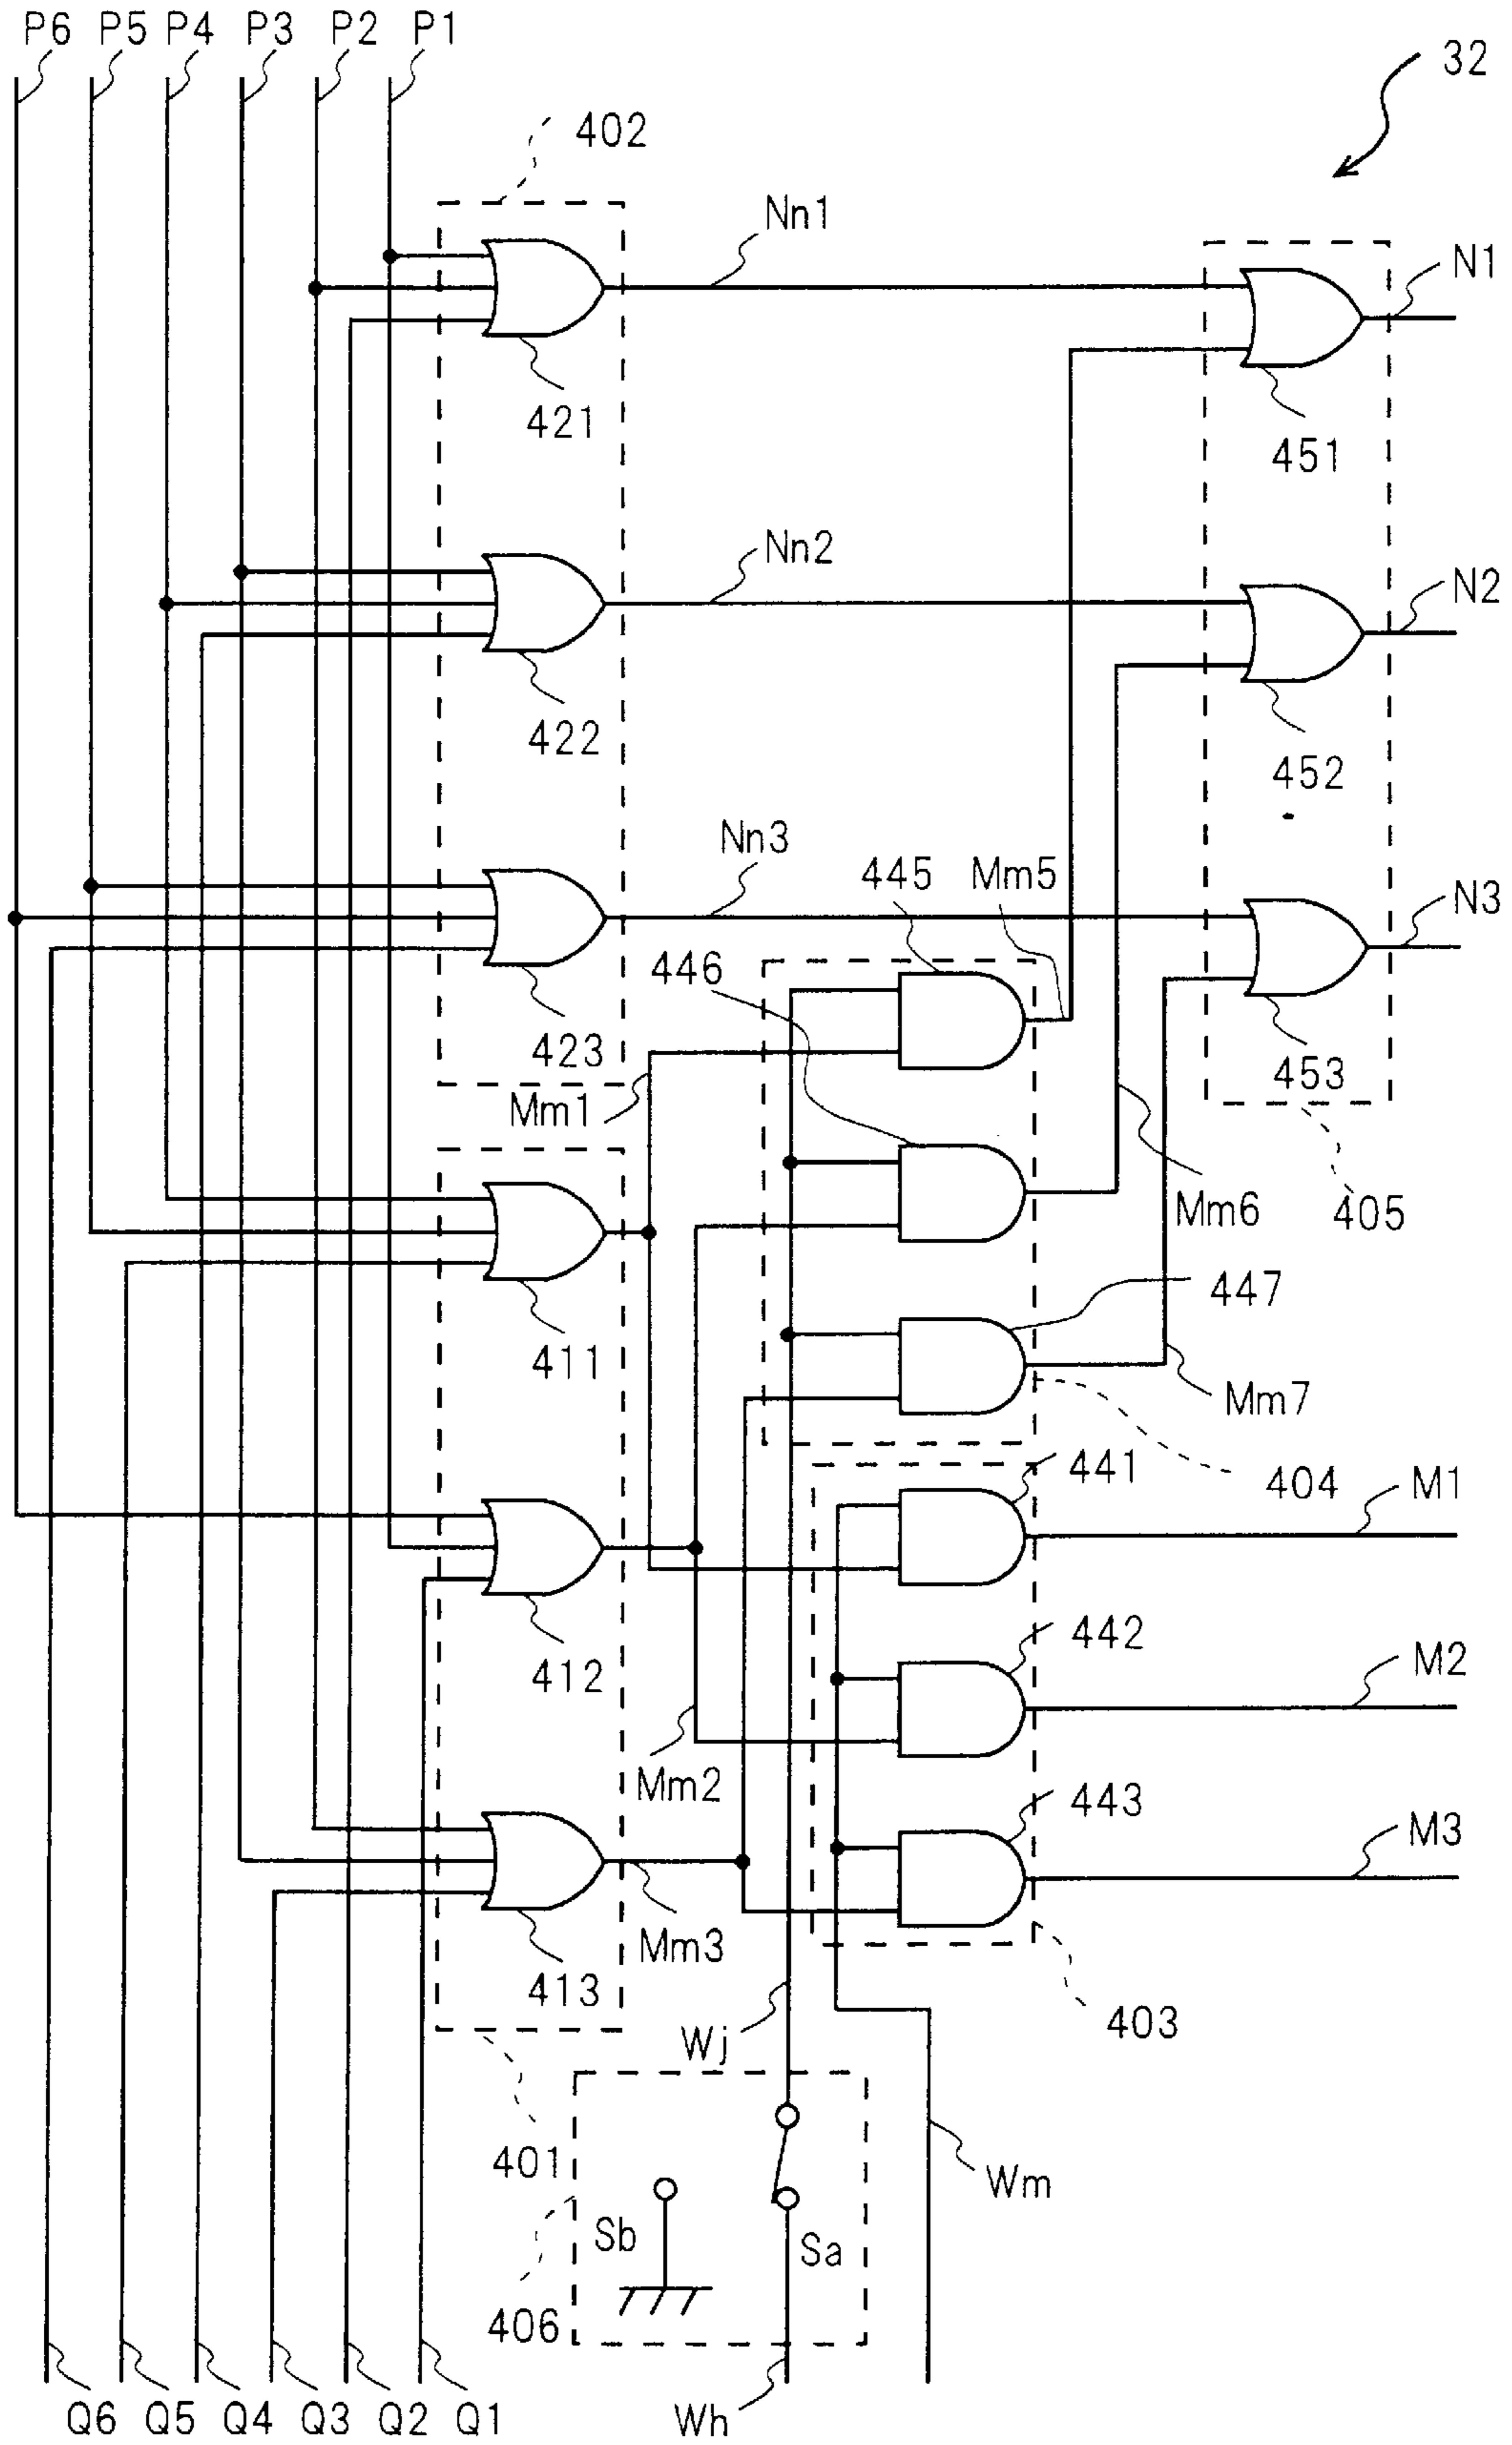 P6 P5 P4 P3 P2 P1
32
402
Nn1
N1
421
451
Nn2
N2
422
452
Nn3
445 Mm5
N3
446
423
453
Mm1
Mm6
405
447
411
Mm7
441
404
M1
442
M2
412
Mm2
443
M3
Mm3
413
403
Wj
401
Wm
Sb
Sa
406
Q6 Q5 Q4 Q3 Q2 Q1
Wh